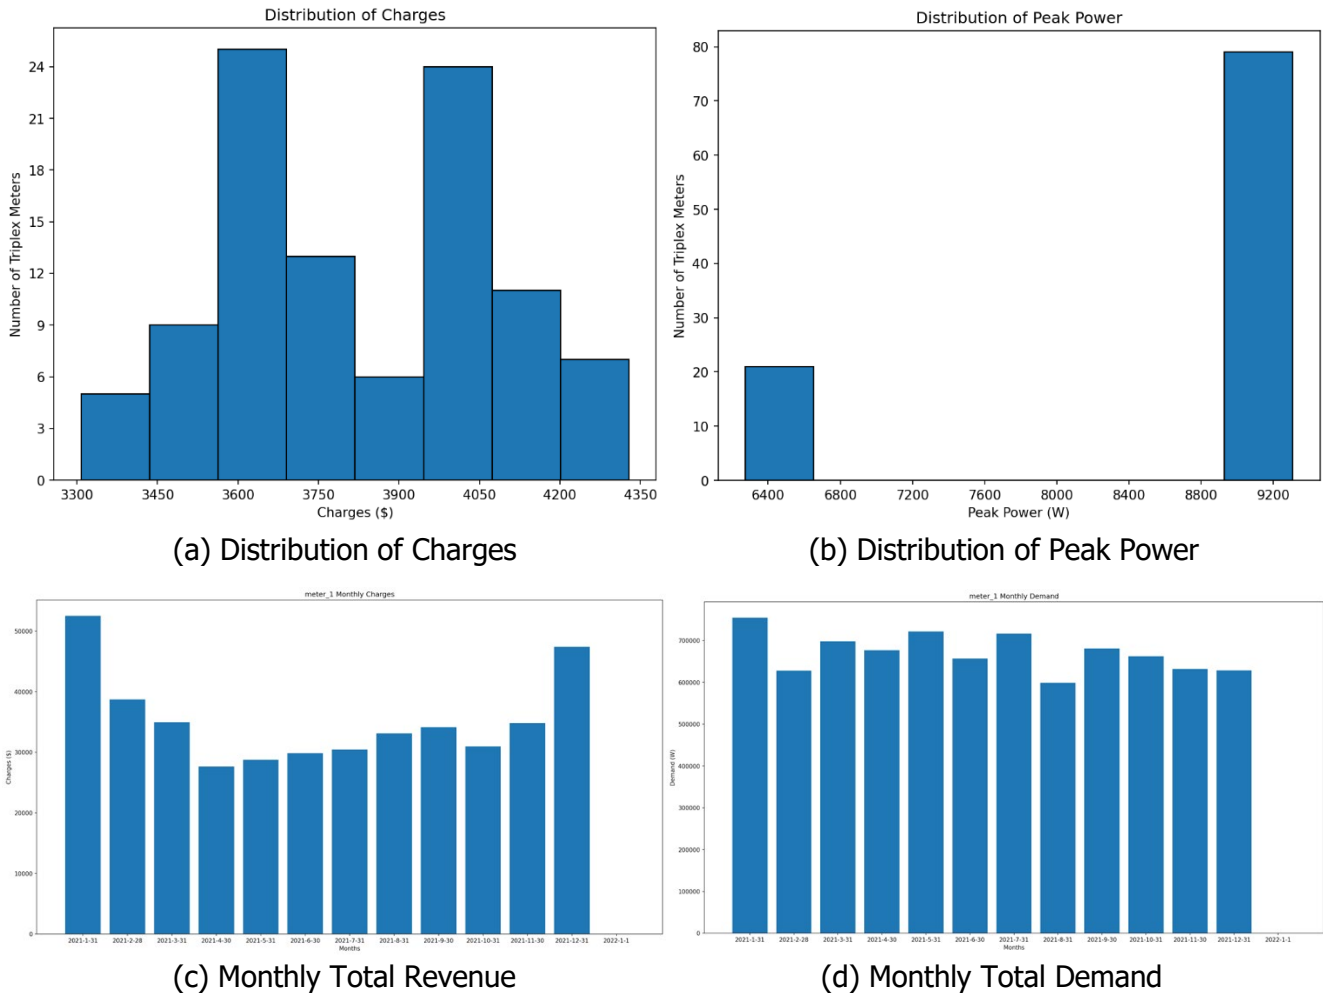 Distribution of Charges
Number of Triplex Meters
24
21
18
15
12
9
6
3
0
3300 3450 3600 3750 3900 4050 4200 4350
Charges ($)
(a) Distribution of Charges
Distribution of Peak Power
Number of Triplex Meters
80
70
60
50
40
30
20
10
0
6400 6800 7200 7600 8000 8400 8800 9200
Peak Power (W)
(b) Distribution of Peak Power
meter_1 Monthly Charges
Charges ($)
50000
40000
30000
20000
10000
0
2021-1-31 2021-2-28 2021-3-31 2021-4-30 2021-5-31 2021-6-30 2021-7-31 2021-8-31 2021-9-30 2021-10-31 2021-11-30 2021-12-31 2022-1-1
Months
(c) Monthly Total Revenue
meter_1 Monthly Demand
Demand (W)
700000
600000
500000
400000
300000
200000
100000
0
2021-1-31 2021-2-28 2021-3-31 2021-4-30 2021-5-31 2021-6-30 2021-7-31 2021-8-31 2021-9-30 2021-10-31 2021-11-30 2021-12-31 2022-1-1
Months
(d) Monthly Total Demand